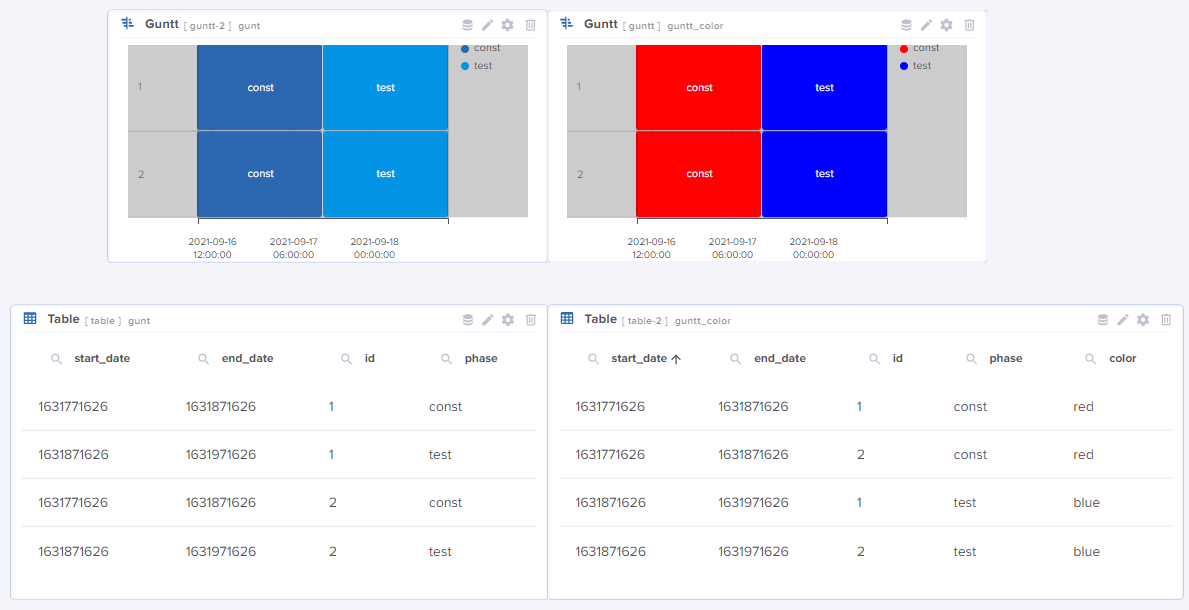 Guntt [ guntt-2 ] gunt
const
test
1 const test
2 const test
2021-09-16 2021-09-17 2021-09-18
12:00:00 06:00:00 00:00:00
Guntt [ guntt ] guntt_color
const
test
1 const test
2 const test
2021-09-16 2021-09-17 2021-09-18
12:00:00 06:00:00 00:00:00
Table [ table ] gunt
start_date end_date id phase
1631771626 1631871626 1 const
1631871626 1631971626 1 test
1631771626 1631871626 2 const
1631871626 1631971626 2 test
Table [ table-2 ] guntt_color
start_date end_date id phase color
1631771626 1631871626 1 const red
1631771626 1631871626 2 const red
1631871626 1631971626 1 test blue
1631871626 1631971626 2 test blue